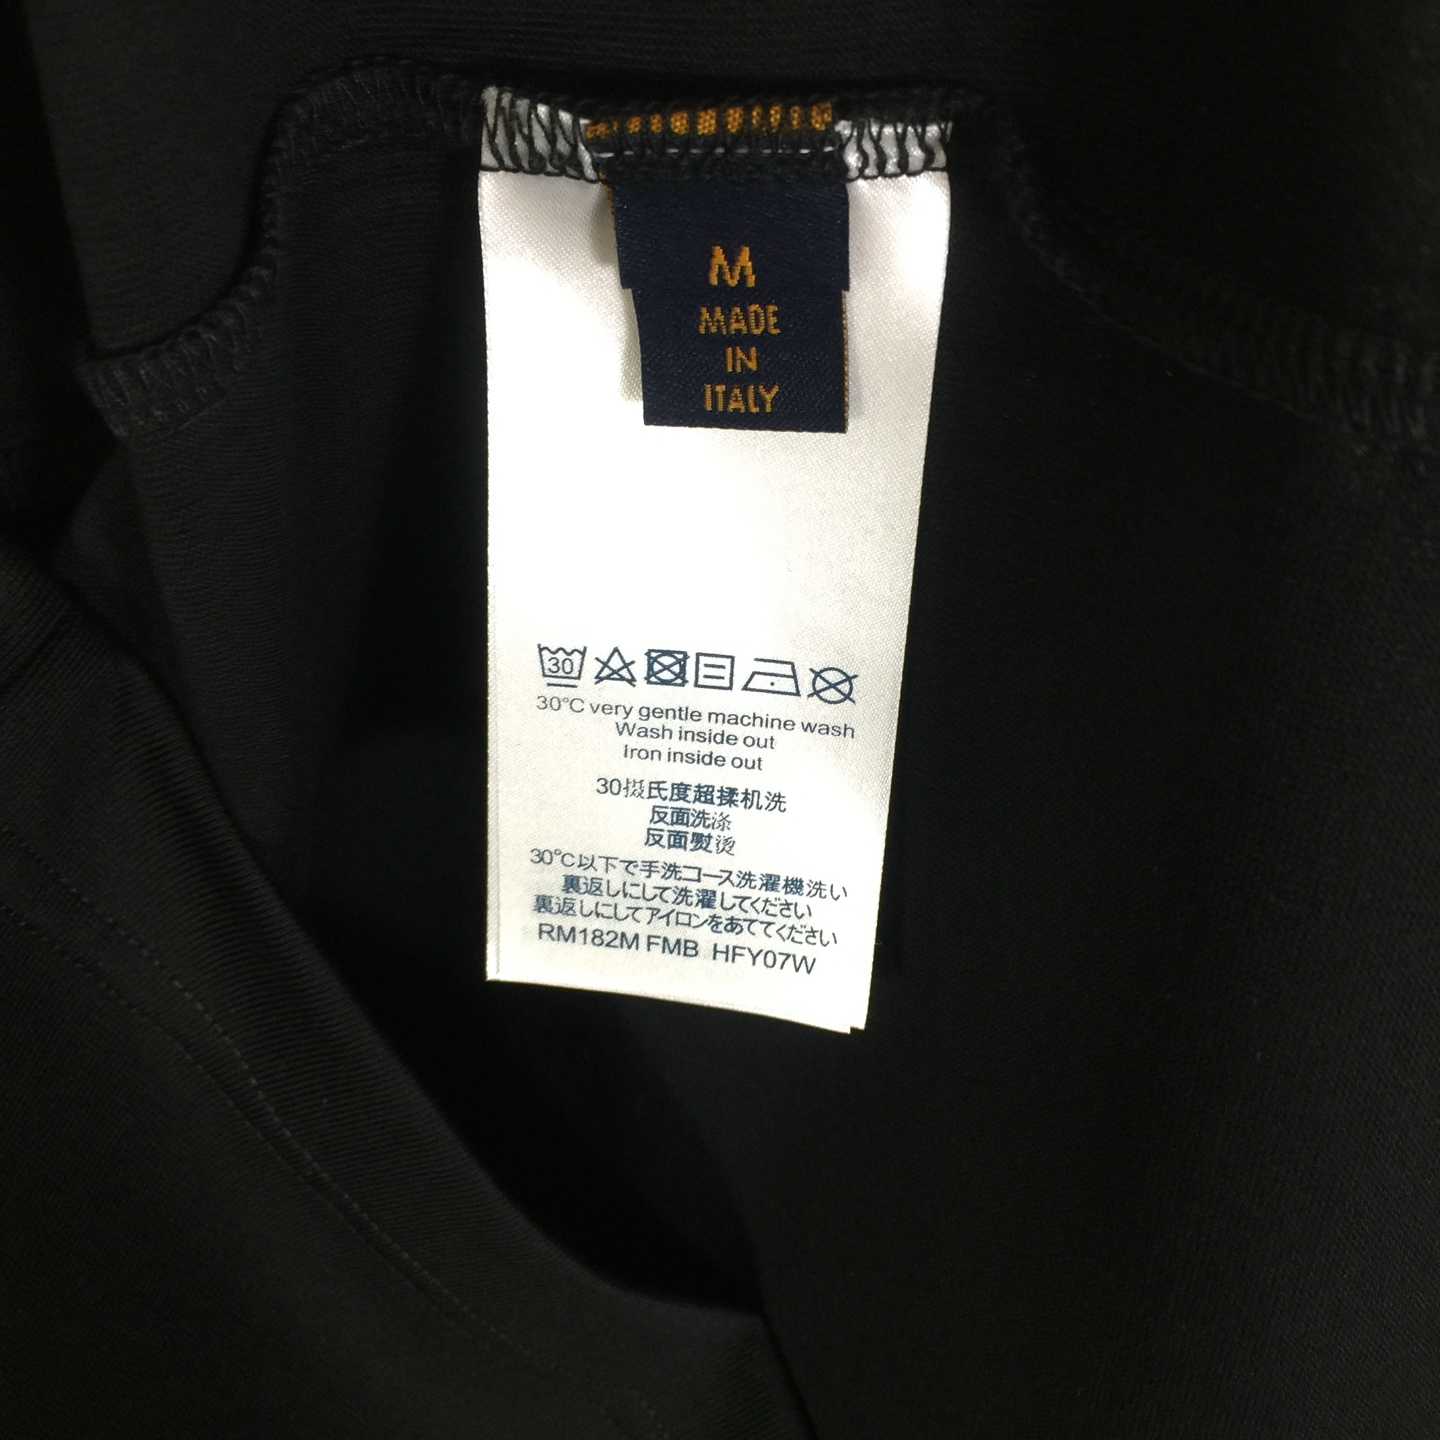 M
MADE
IN
ITALY
30
30°C very gentle machine wash
Wash inside out
Iron inside out
30摄氏度超揉机洗
反面洗涤
反面熨烫
30°C以下で手洗コース洗濯機洗い
裏返しにして洗濯してください
裏返しにしてアイロンをあててください
RM182M FMB HFY07W